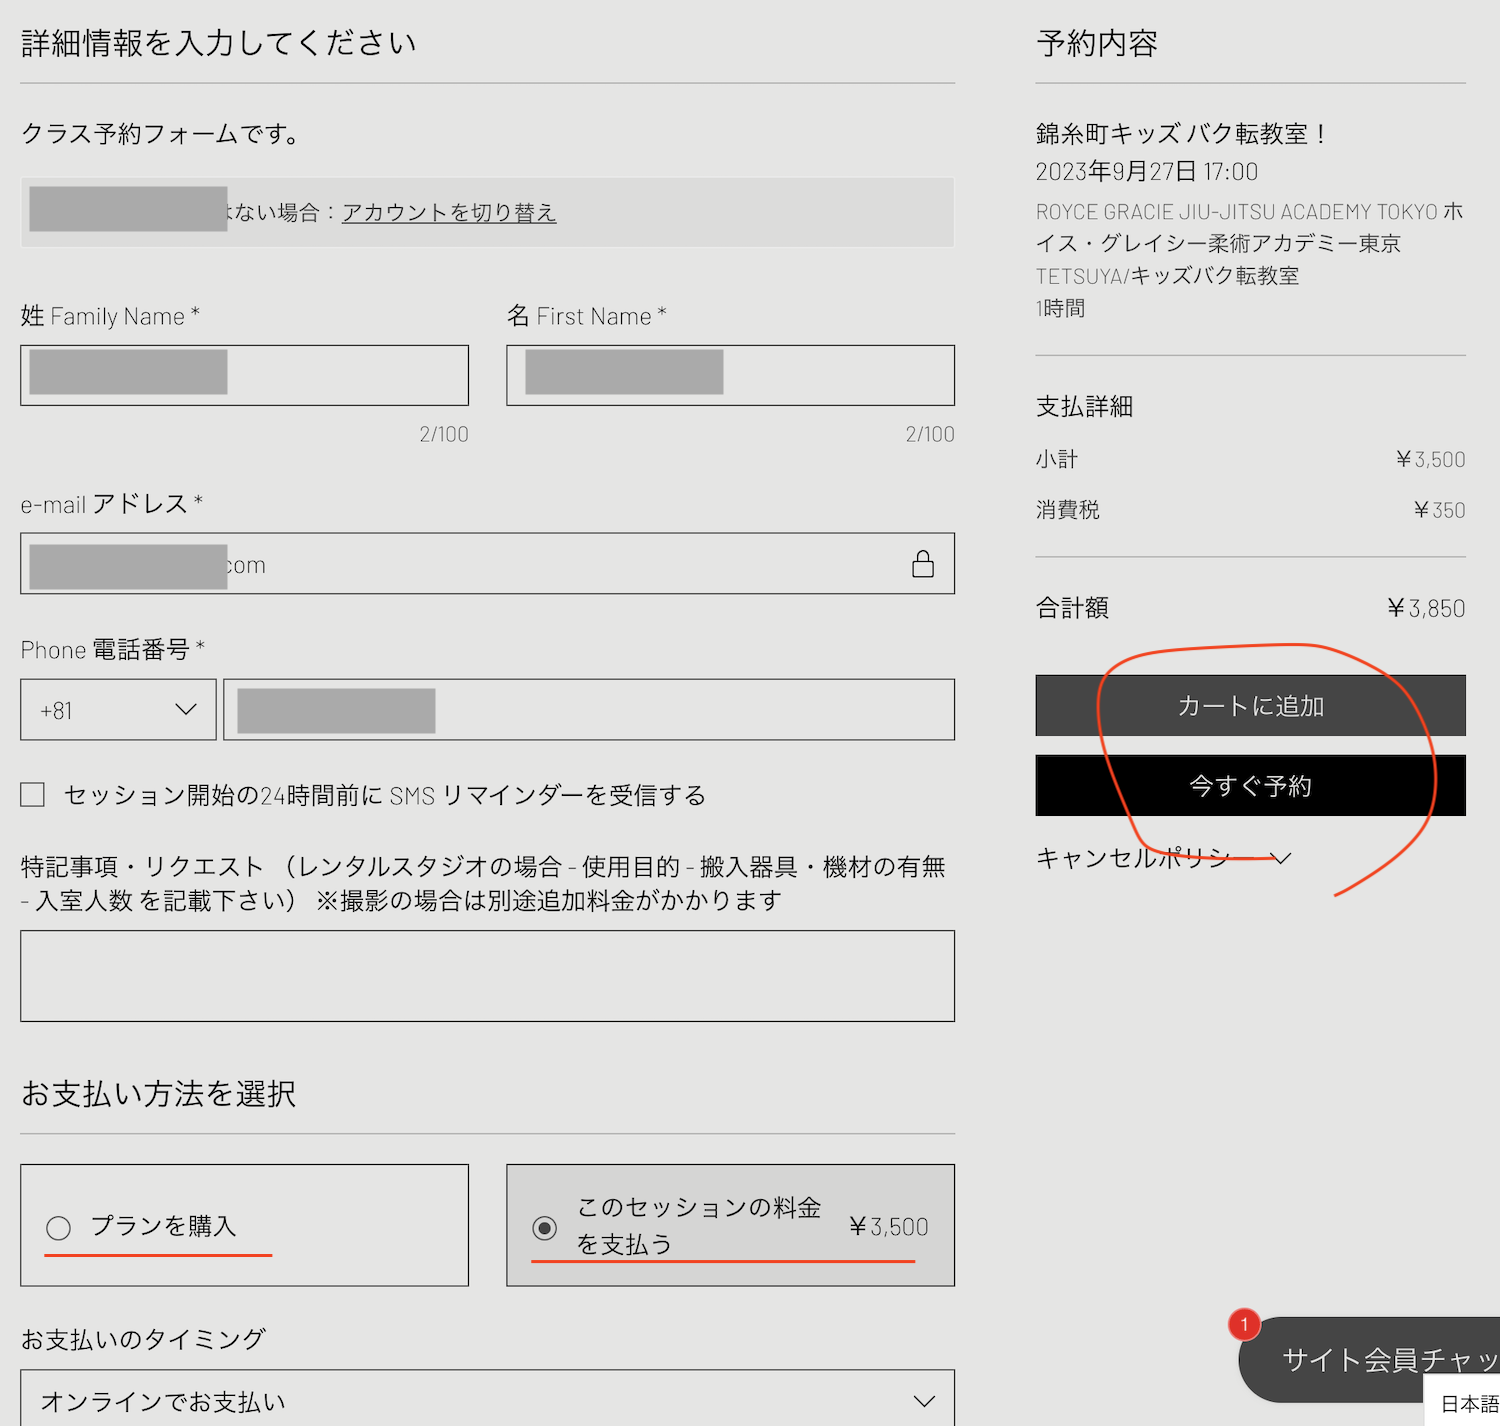 詳細情報を入力してください
クラス予約フォームです。
ない場合：アカウントを切り替え
姓 Family Name *
名 First Name *
2/100
2/100
e-mail アドレス *
com
Phone 電話番号 *
+81
セッション開始の24時間前に SMS リマインダーを受信する
特記事項・リクエスト （レンタルスタジオの場合 - 使用目的 - 搬入器具・機材の有無
- 入室人数 を記載下さい） ※撮影の場合は別途追加料金がかかります
お支払い方法を選択
プランを購入
このセッションの料金
を支払う
¥3,500
お支払いのタイミング
オンラインでお支払い
予約内容
錦糸町キッズ バク転教室！
2023年9月27日 17:00
ROYCE GRACIE JIU-JITSU ACADEMY TOKYO ホ
イス・グレイシー柔術アカデミー東京
TETSUYA/キッズバク転教室
1時間
支払詳細
小計 ¥3,500
消費税 ¥350
合計額 ¥3,850
カートに追加
今すぐ予約
キャンセルポリシー
1
サイト会員チャッ
日本語